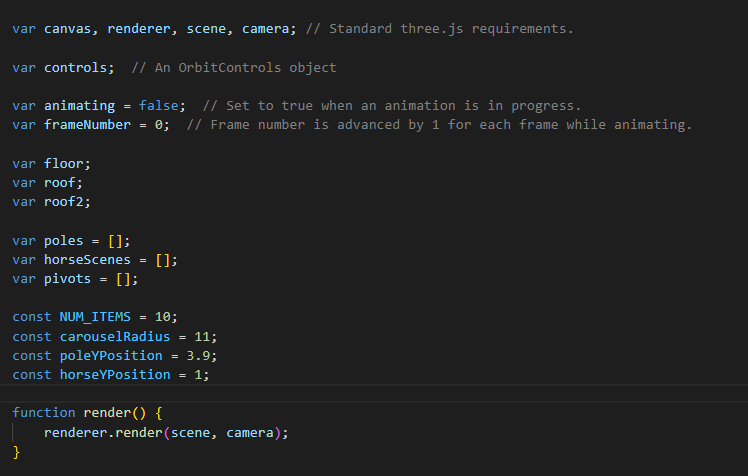 var canvas, renderer, scene, camera; // Standard three.js requirements.
var controls;  // An OrbitControls object
var animating = false;  // Set to true when an animation is in progress.
var frameNumber = 0;  // Frame number is advanced by 1 for each frame while animating.
var floor;
var roof;
var roof2;
var poles = [];
var horseScenes = [];
var pivots = [];
const NUM_ITEMS = 10;
const carouselRadius = 11;
const poleYPosition = 3.9;
const horseYPosition = 1;
function render() {
    renderer.render(scene, camera);
}